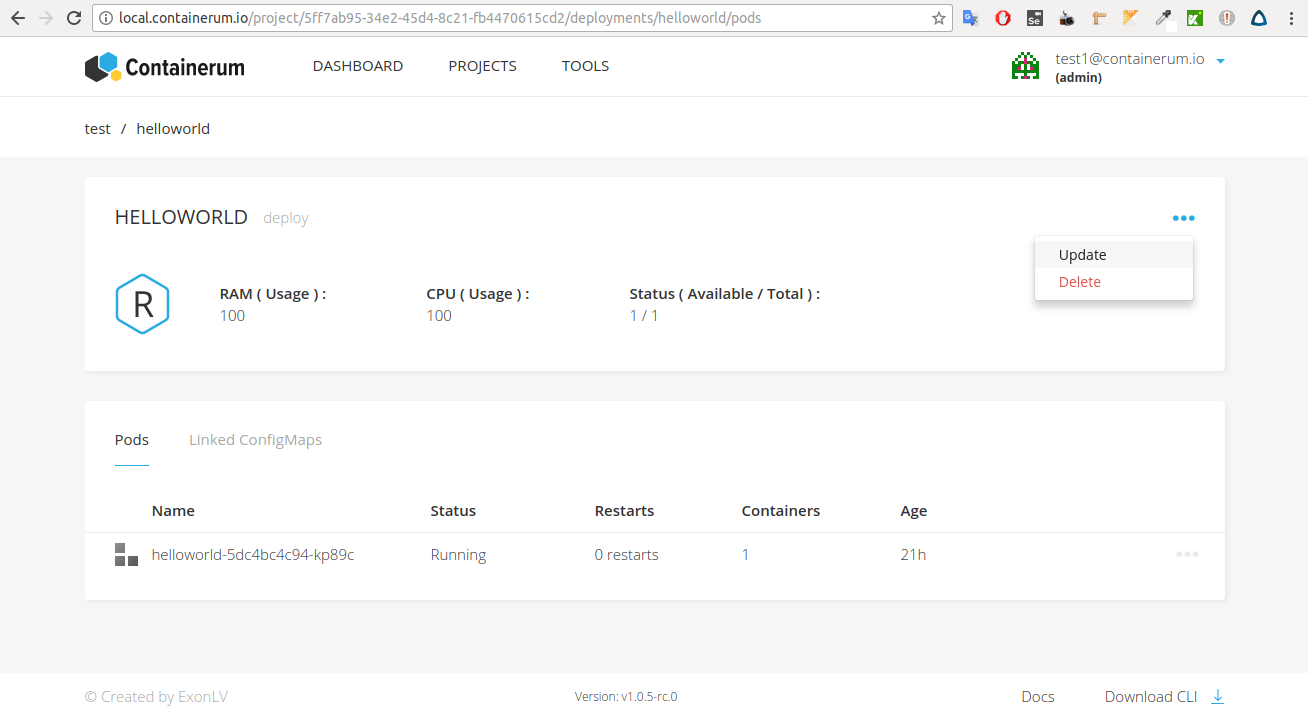 local.containerum.io/project/5ff7ab95-34e2-45d4-8c21-fb4470615cd2/deployments/helloworld/pods
Se
Containerum DASHBOARD PROJECTS TOOLS test1@containerum.io
(admin)
test / helloworld
HELLOWORLD deploy
Update
Delete
R
RAM ( Usage ) : CPU ( Usage ) : Status ( Available / Total ) :
100 100 1 / 1
Pods Linked ConfigMaps
Name Status Restarts Containers Age
helloworld-5dc4bc4c94-kp89c Running 0 restarts 1 21h
© Created by ExonLV Version: v1.0.5-rc.0 Docs Download CLI